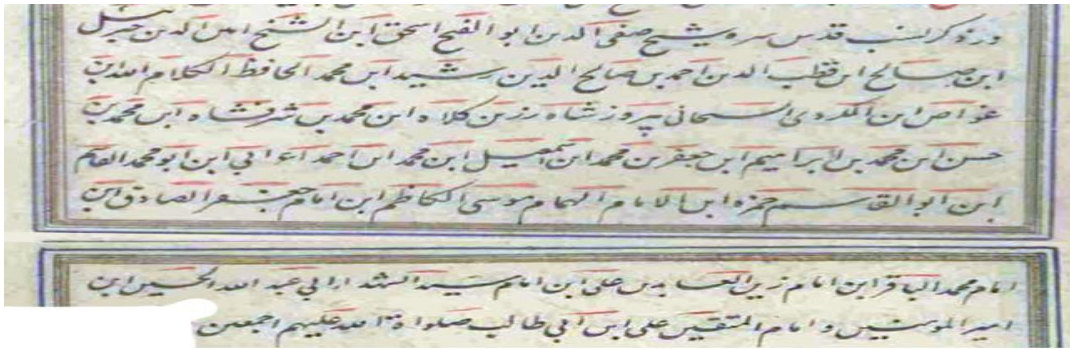 در ذکر نسب قدس سره شیخ صفی الدین ابو الفتح اسحق ابن الشیخ امین الدین جبرئیل
ابن صالح ابن قطب الدین احمد بن صالح الدین رشید ابن محمد الحافظ الکلام الله ابن
عواص ابن الکردی السنجانی پیروز شاه زرین کلاه ابن محمد بن شرفشاه ابن محمد بن
حسن ابن محمد بن ابراهیم ابن جعفر بن محمد ابن اسمعیل ابن محمد ابن احمد اعرابی ابن ابو محمد القاسم
ابن ابو القاسم حمزه ابن الامام الهمام موسی الکاظم ابن امام جعفر الصادق ابن
امام محمد الباقر ابن امام زین العابدین علی ابن امام سید الشهدا ابی عبد الله الحسین ابن
امیر المومنین و امام المتقین علی ابن ابی طالب صلواة الله علیهم اجمعین